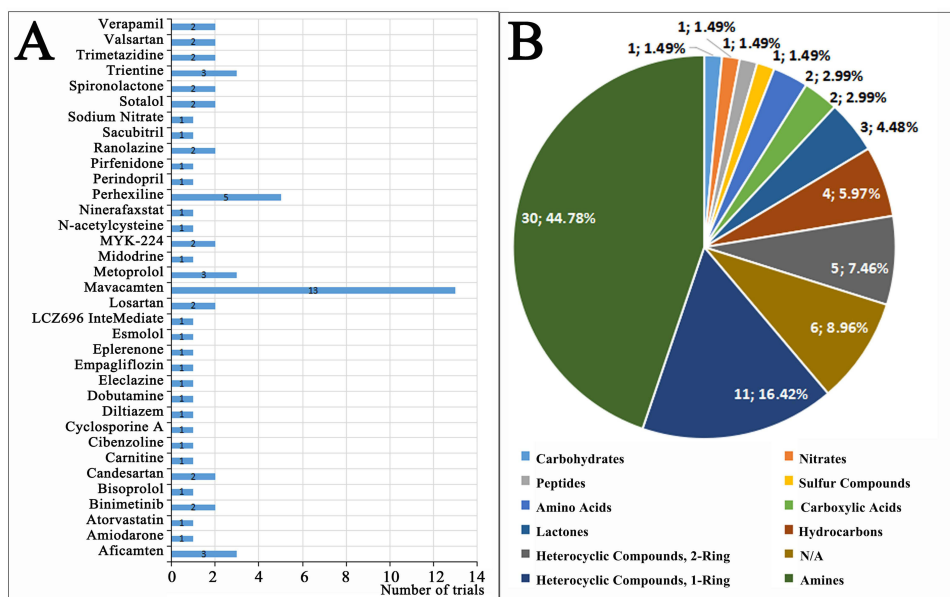 A
Verapamil 2
Valsartan 2
Trimetazidine 2
Trientine 3
Spironolactone 2
Sotalol 2
Sodium Nitrate 1
Sacubitril 1
Ranolazine 2
Pirfenidone 1
Perindopril 1
Perhexiline 5
Ninerafaxstat 1
N-acetylcysteine 1
MYK-224 2
Midodrine 1
Metoprolol 3
Mavacamten 13
Losartan 2
LCZ696 InteMediate 1
Esmolol 1
Eplerenone 1
Empagliflozin 1
Eleclazine 1
Dobutamine 1
Diltiazem 1
Cyclosporine A 1
Cibenzoline 1
Carnitine 1
Candesartan 2
Bisoprolol 1
Binimetinib 2
Atorvastatin 1
Amiodarone 1
Aficamten 3
0 2 4 6 8 10 12 14
Number of trials
B
1; 1.49%
1; 1.49%
1; 1.49%
1; 1.49%
2; 2.99%
2; 2.99%
3; 4.48%
4; 5.97%
5; 7.46%
6; 8.96%
11; 16.42%
30; 44.78%
Carbohydrates
Nitrates
Peptides
Sulfur Compounds
Amino Acids
Carboxylic Acids
Lactones
Hydrocarbons
Heterocyclic Compounds, 2-Ring
N/A
Heterocyclic Compounds, 1-Ring
Amines